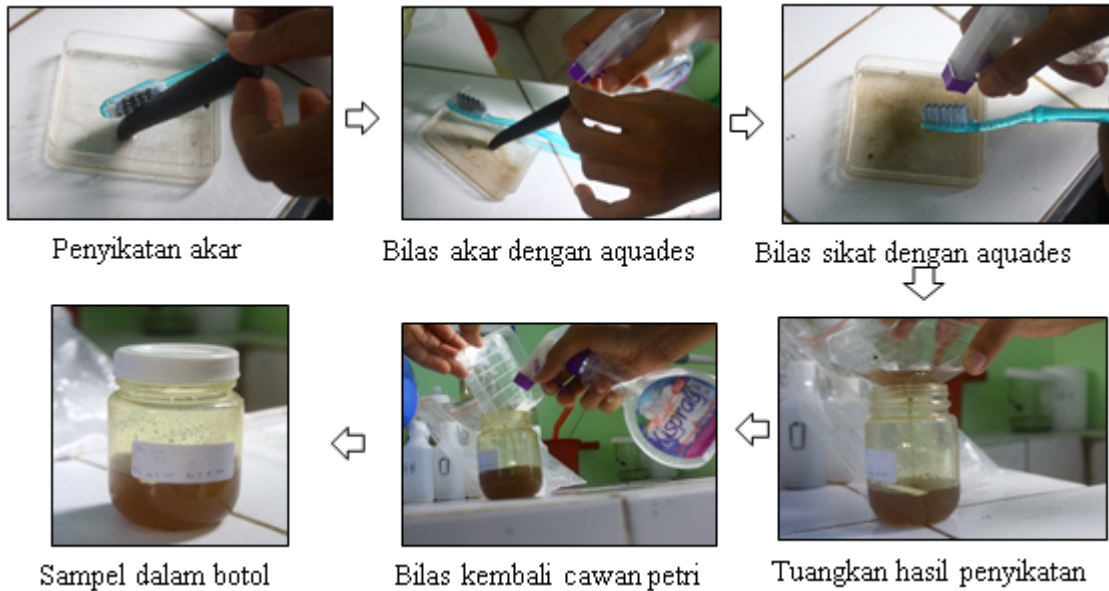 Penyikatan akar
Bilas akar dengan aquades
Bilas sikat dengan aquades
Tuangkan hasil penyikatan
Kispray
Bilas kembali cawan petri
Sampel dalam botol